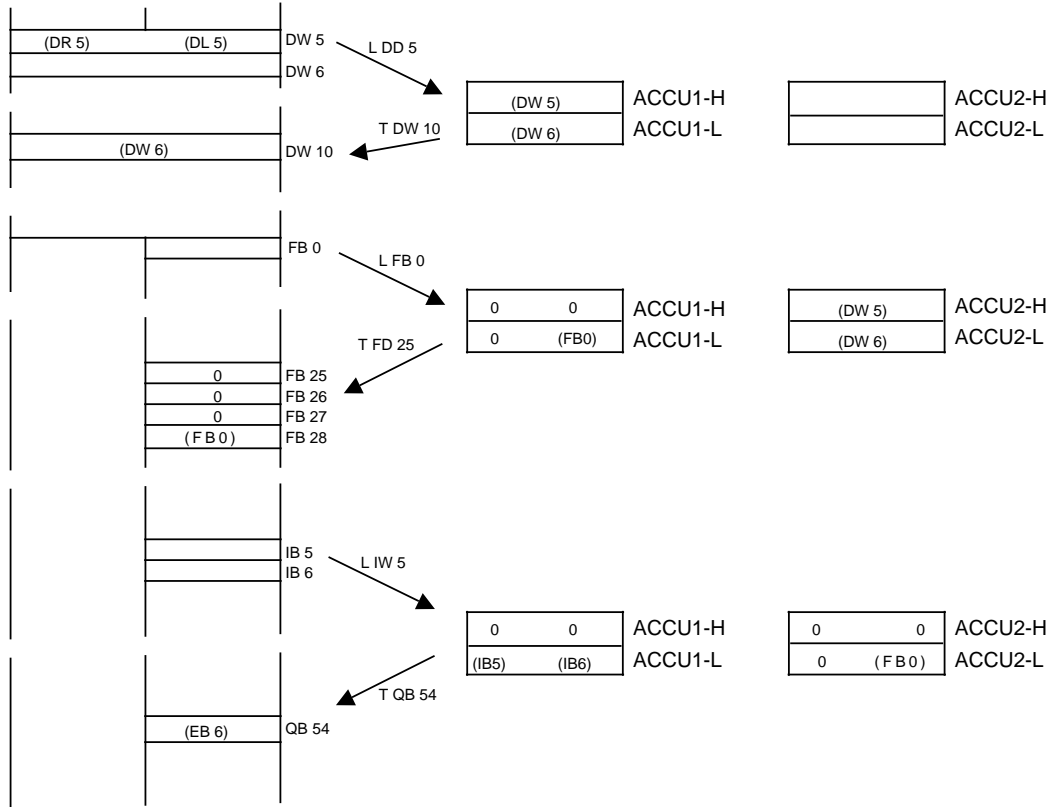 (DR 5) (DL 5) DW 5
DW 6
L DD 5
(DW 5) ACCU1-H
(DW 6) ACCU1-L
ACCU2-H
ACCU2-L
T DW 10
(DW 6) DW 10
FB 0
L FB 0
0 0 ACCU1-H
0 (FB0) ACCU1-L
(DW 5) ACCU2-H
(DW 6) ACCU2-L
T FD 25
0 FB 25
0 FB 26
0 FB 27
(FB0) FB 28
IB 5
IB 6
L IW 5
0 0 ACCU1-H
(IB5) (IB6) ACCU1-L
0 0 ACCU2-H
0 (FB0) ACCU2-L
T QB 54
(EB 6) QB 54